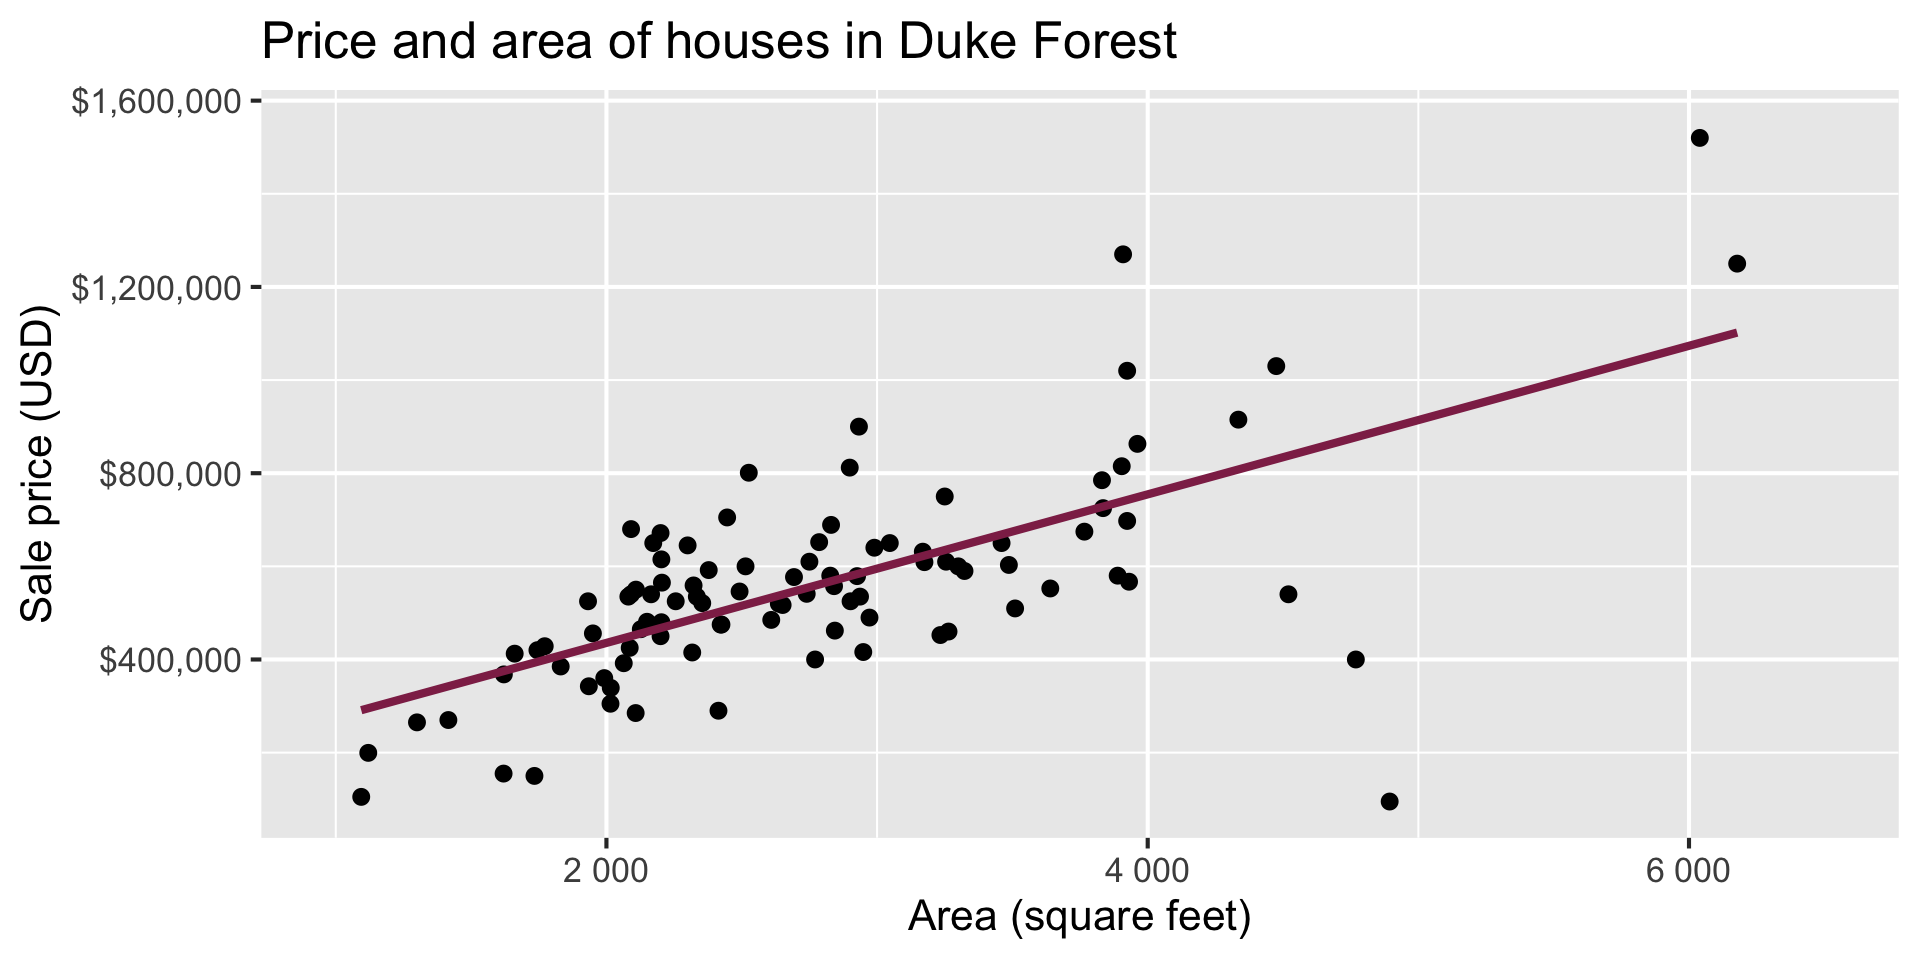 Price and area of houses in Duke Forest
$1,600,000
$1,200,000
$800,000
$400,000
Sale price (USD)
2 000 4 000 6 000
Area (square feet)